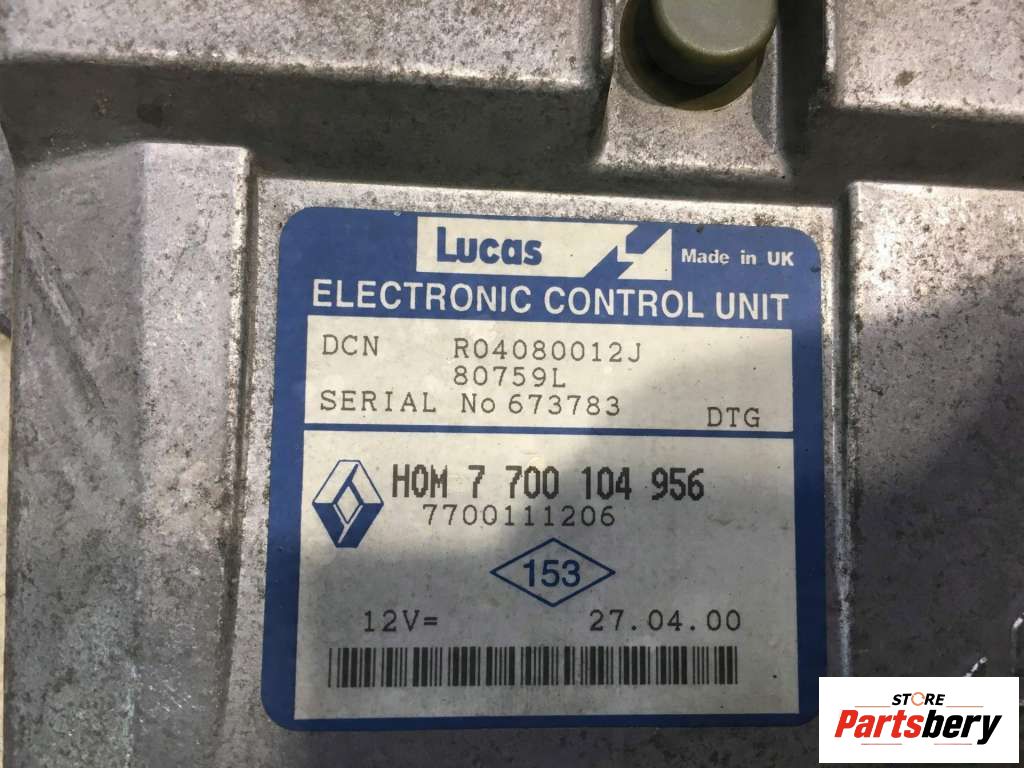 Lucas Made in UK
ELECTRONIC CONTROL UNIT
DCN R04080012J
80759L
SERIAL No 673783 DTG
HOM 7 700 104 956
7700111206
153
12V= 27.04.00
STORE
Partsbery